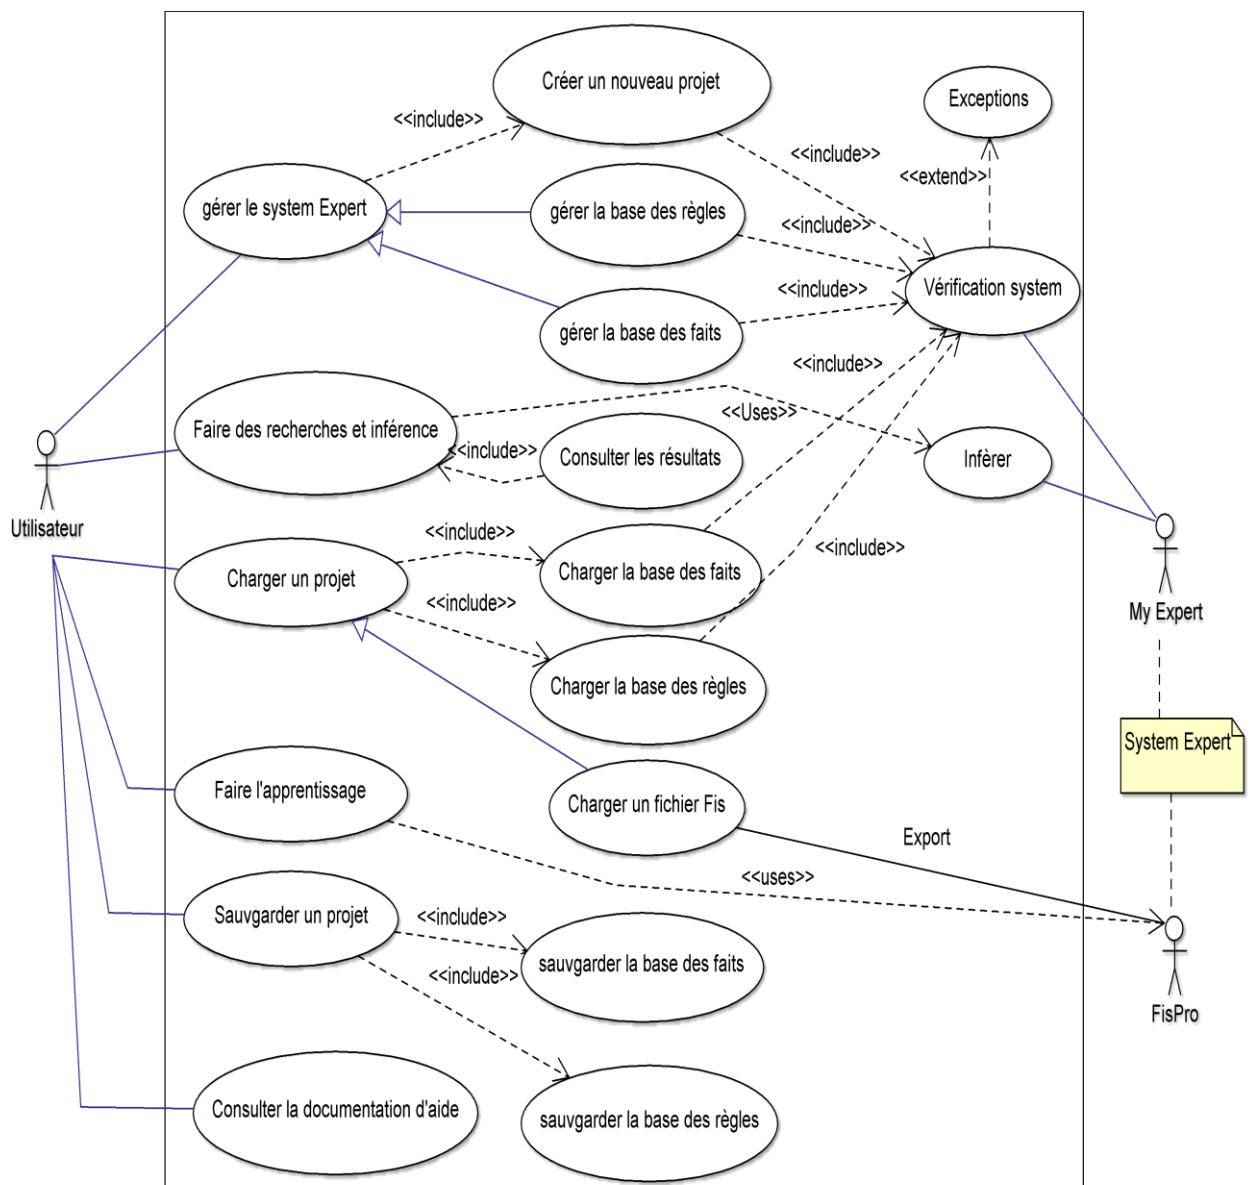 Créer un nouveau projet
Exceptions
<<include>>
<<include>>
<<extend>>
gérer le system Expert
gérer la base des règles
<<include>>
Vérification system
<<include>>
gérer la base des faits
<<include>>
<<Uses>>
Faire des recherches et inférence
<<include>>
Consulter les résultats
Infèrer
Utilisateur
<<include>>
<<include>>
Charger un projet
Charger la base des faits
<<include>>
My Expert
Charger la base des règles
System Expert
Faire l'apprentissage
Charger un fichier Fis
Export
<<uses>>
Sauvgarder un projet
<<include>>
sauvgarder la base des faits
<<include>>
FisPro
Consulter la documentation d'aide
sauvgarder la base des règles